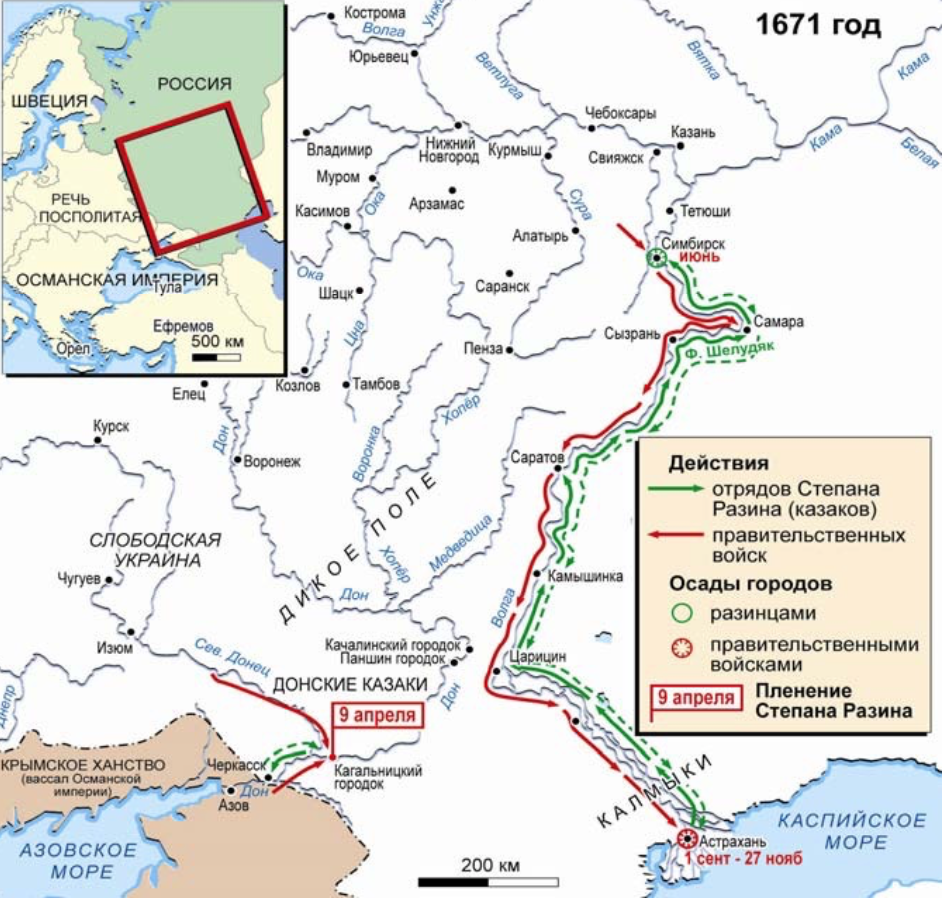 1671 год
ШВЕЦИЯ
РОССИЯ
РЕЧЬ
ПОСПОЛИТАЯ
ОСМАНСКАЯ ИМПЕРИЯ
Тула
Ефремов
Орел
500 км
Кострома
Волга
Юрьевец
Унжа
Ветлуга
Вятка
Кама
Чебоксары
Казань
Кама
Белая
Владимир
Нижний
Новгород
Курмыш
Свияжск
Муром
Ока
Касимов
Арзамас
Сура
Тетюши
Алатырь
Симбирск
июнь
Ока
Шацк
Саранск
Цна
Сызрань
Самара
Ф. Шелудяк
Пенза
Елец
Козлов
Тамбов
Хопёр
Курск
Дон
Воронеж
Воронка
Саратов
ДИКОЕ ПОЛЕ
СЛОБОДСКАЯ
УКРАИНА
Медведица
Чугуев
Хопёр
Дон
Камышинка
Волга
Изюм
Сев. Донец
Качалинский городок
Паншин городок
Царицин
ДОНСКИЕ КАЗАКИ
Дон
9 апреля
Днепр
КРЫМСКОЕ ХАНСТВО
(вассал Османской
империи)
Черкасск
Кагальницкий
городок
Дон
Азов
АЗОВСКОЕ
МОРЕ
КАЛМЫКИ
КАСПИЙСКОЕ
МОРЕ
Астрахань
1 сент - 27 нояб
200 км
Действия
отрядов Степана
Разина (казаков)
правительственных
войск
Осады городов
разинцами
правительственными
войсками
9 апреля
Пленение
Степана Разина